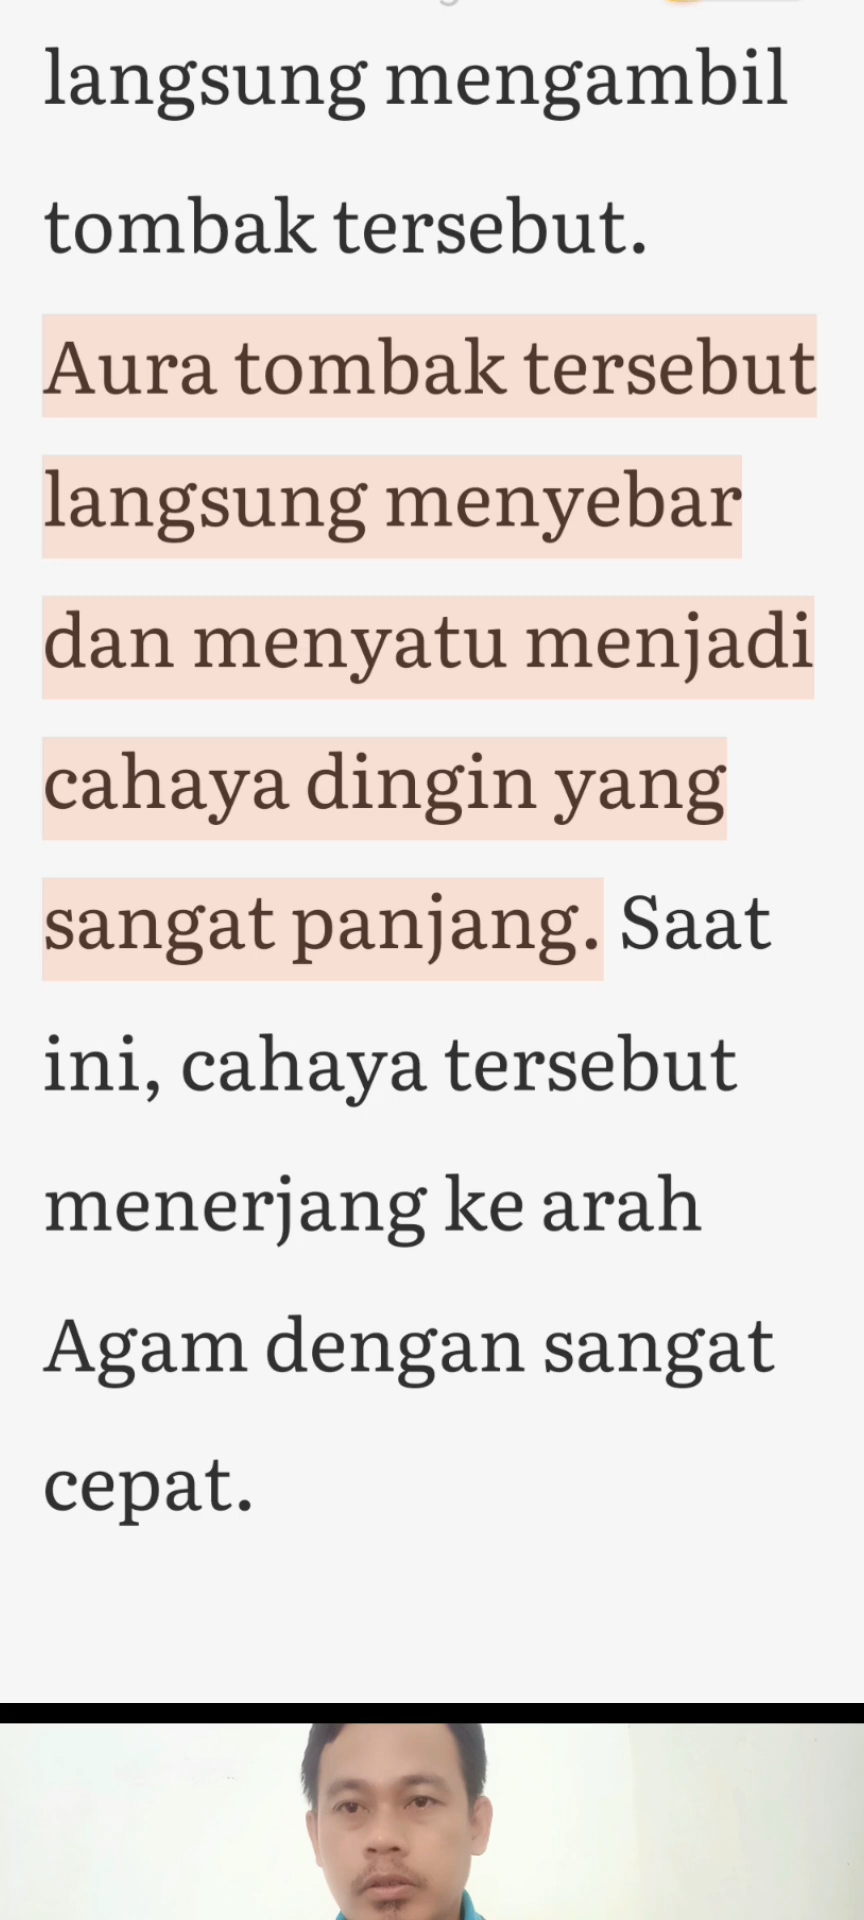 langsung mengambil
tombak tersebut.
Aura tombak tersebut
langsung menyebar
dan menyatu menjadi
cahaya dingin yang
sangat panjang. Saat
ini, cahaya tersebut
menerjang ke arah
Agam dengan sangat
cepat.